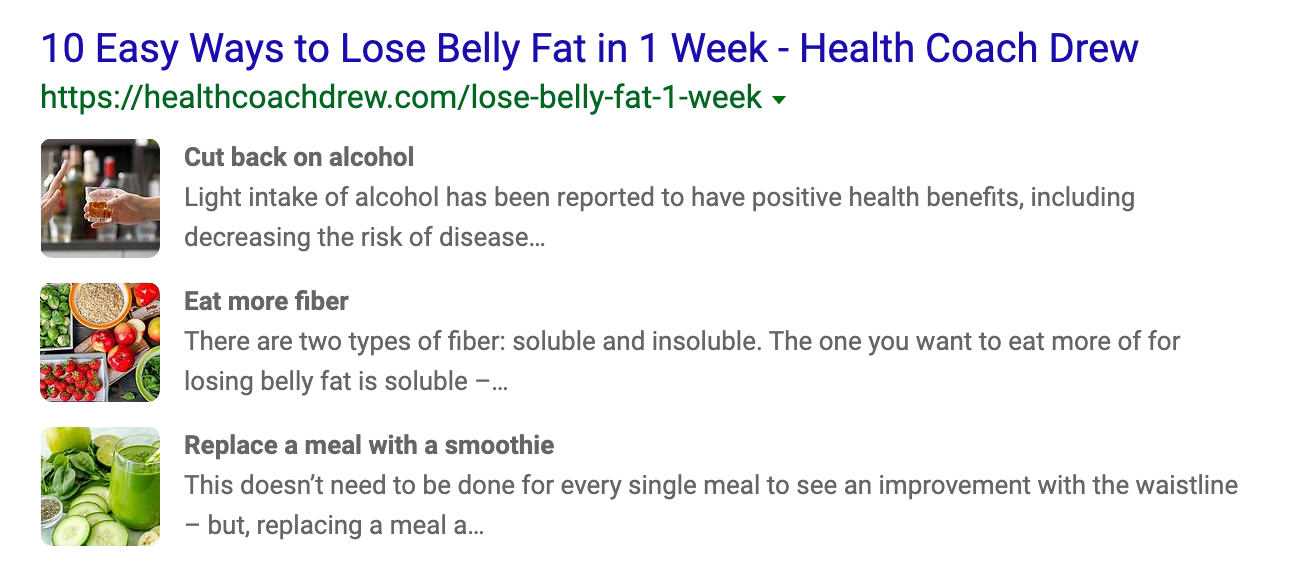 10 Easy Ways to Lose Belly Fat in 1 Week - Health Coach Drew
https://healthcoachdrew.com/lose-belly-fat-1-week
Cut back on alcohol
Light intake of alcohol has been reported to have positive health benefits, including
decreasing the risk of disease...
Eat more fiber
There are two types of fiber: soluble and insoluble. The one you want to eat more of for
losing belly fat is soluble –...
Replace a meal with a smoothie
This doesn’t need to be done for every single meal to see an improvement with the waistline
– but, replacing a meal a...